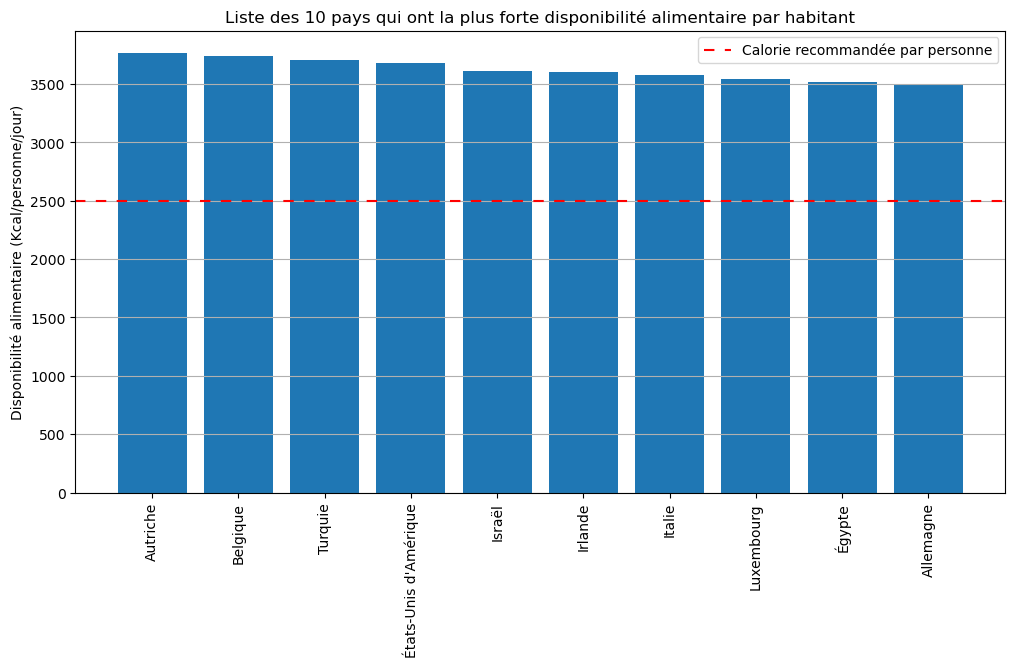 Liste des 10 pays qui ont la plus forte disponibilité alimentaire par habitant
Calorie recommandée par personne
Disponibilité alimentaire (Kcal/personne/jour)
3500
3000
2500
2000
1500
1000
500
0
Autriche
Belgique
Turquie
États-Unis d'Amérique
Israël
Irlande
Italie
Luxembourg
Égypte
Allemagne